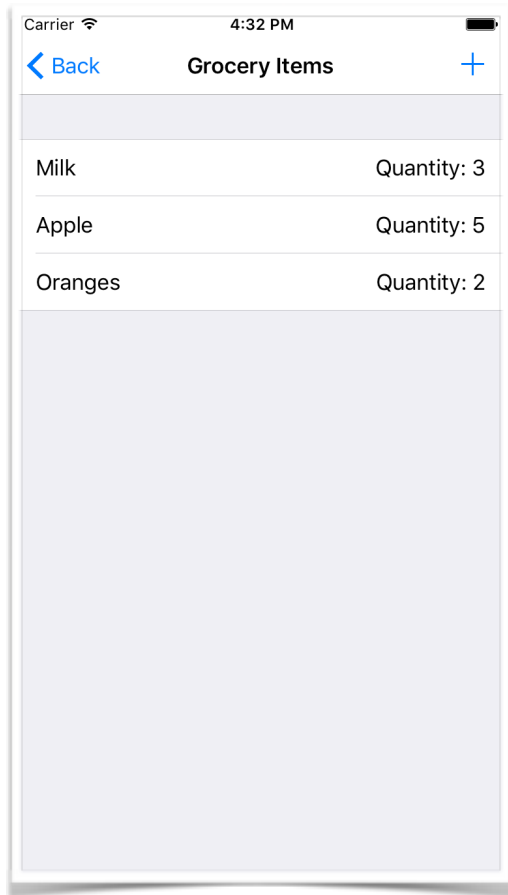 Carrier 4:32 PM
Back Grocery Items
Milk Quantity: 3
Apple Quantity: 5
Oranges Quantity: 2